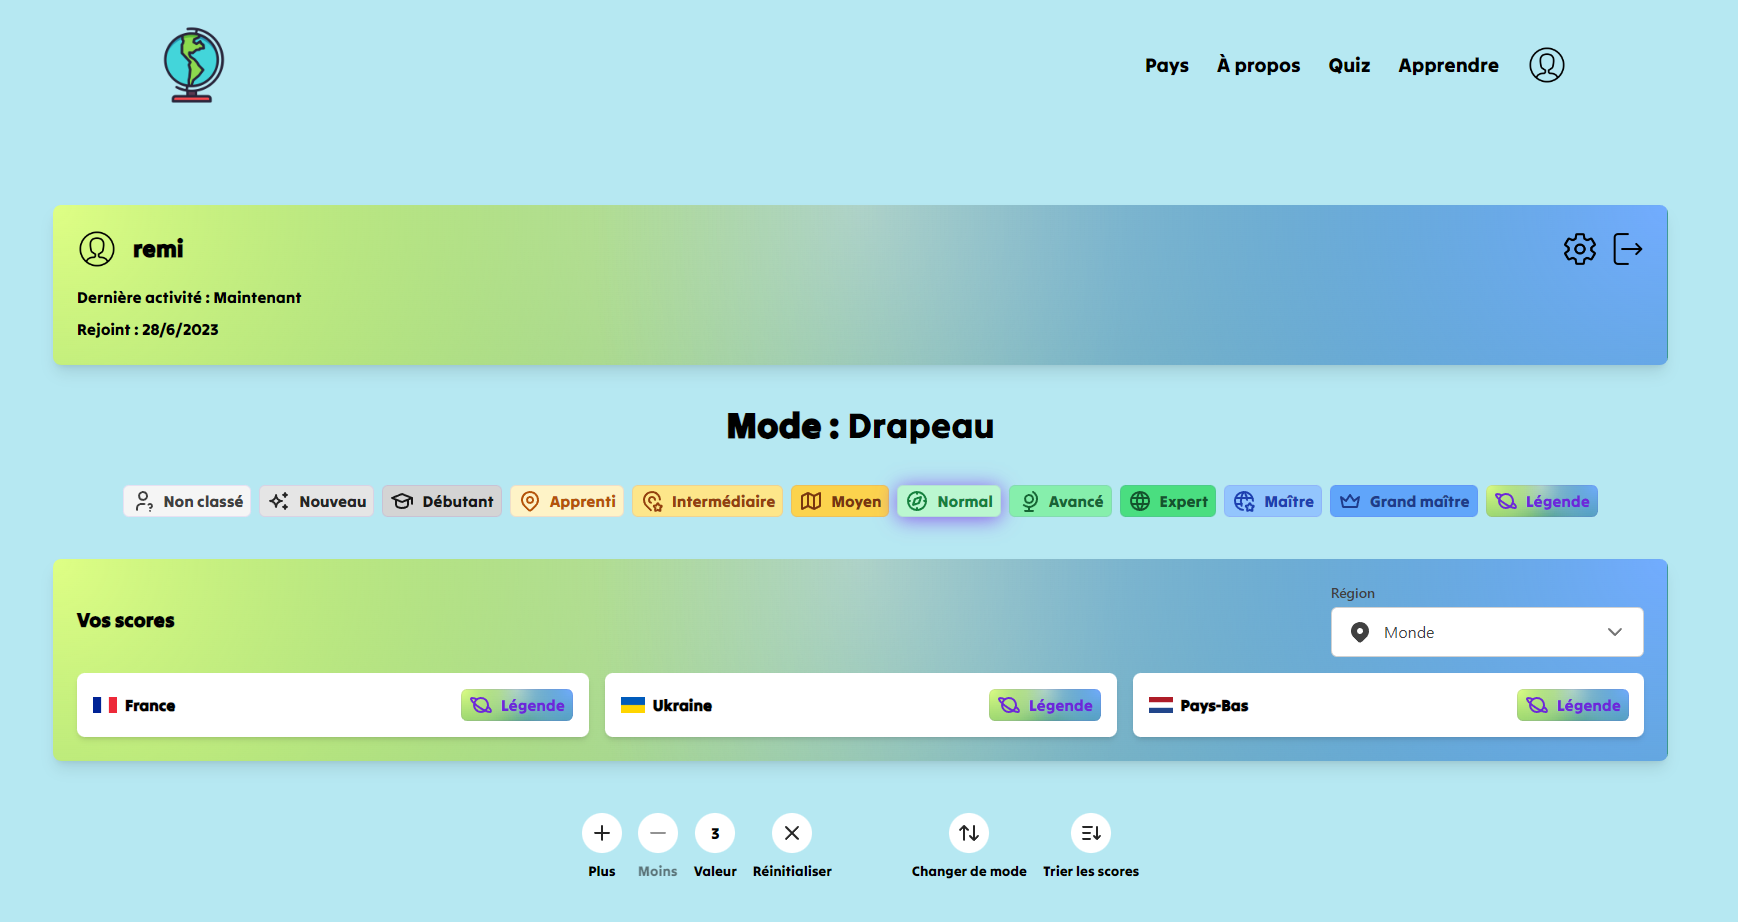 Pays À propos Quiz Apprendre
remi
Dernière activité : Maintenant
Rejoint : 28/6/2023
Mode : Drapeau
Non classé Nouveau Débutant Apprenti Intermédiaire Moyen Normal Avancé Expert Maître Grand maître Légende
Région
Vos scores
Monde
France Légende Ukraine Légende Pays-Bas Légende
3
Plus Moins Valeur Réinitialiser Changer de mode Trier les scores